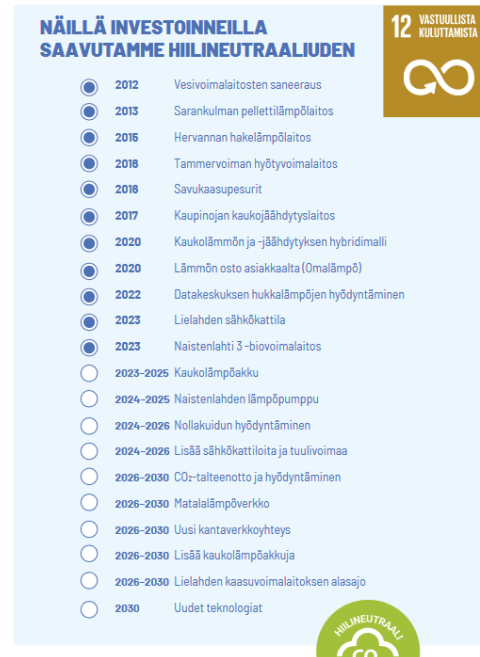 NÄILLÄ INVESTOINNEILLA
SAAVUTAMME HIILINEUTRAALIUDEN
12 VASTUULLISTA
KULUTTAMISTA
2012 Vesivoimalaitosten saneeraus
2013 Sarankulman pellettilämpölaitos
2015 Hervannan hakelämpölaitos
2016 Tammervoiman hyötyvoimalaitos
2016 Savukaasupesurit
2017 Kaupinojan kaukojäähdytyslaitos
2020 Kaukolämmön ja -jäähdytyksen hybridimalli
2020 Lämmön osto asiakkaalta (Omalämpö)
2022 Datakeskuksen hukkalämpöjen hyödyntäminen
2023 Lielahden sähkökattila
2023 Naistenlahti 3 -biovoimalaitos
2023–2025 Kaukolämpöakku
2024–2025 Naistenlahden lämpöpumppu
2024–2026 Nollakuidun hyödyntäminen
2024–2026 Lisää sähkökattiloita ja tuulivoimaa
2026–2030 CO₂-talteenotto ja hyödyntäminen
2026–2030 Matalalämpöverkko
2026–2030 Uusi kantaverkkoyhteys
2026–2030 Lisää kaukolämpöakkuja
2026–2030 Lielahden kaasuvoimalaitoksen alasajo
2030 Uudet teknologiat
HIILINEUTRAALI
CO